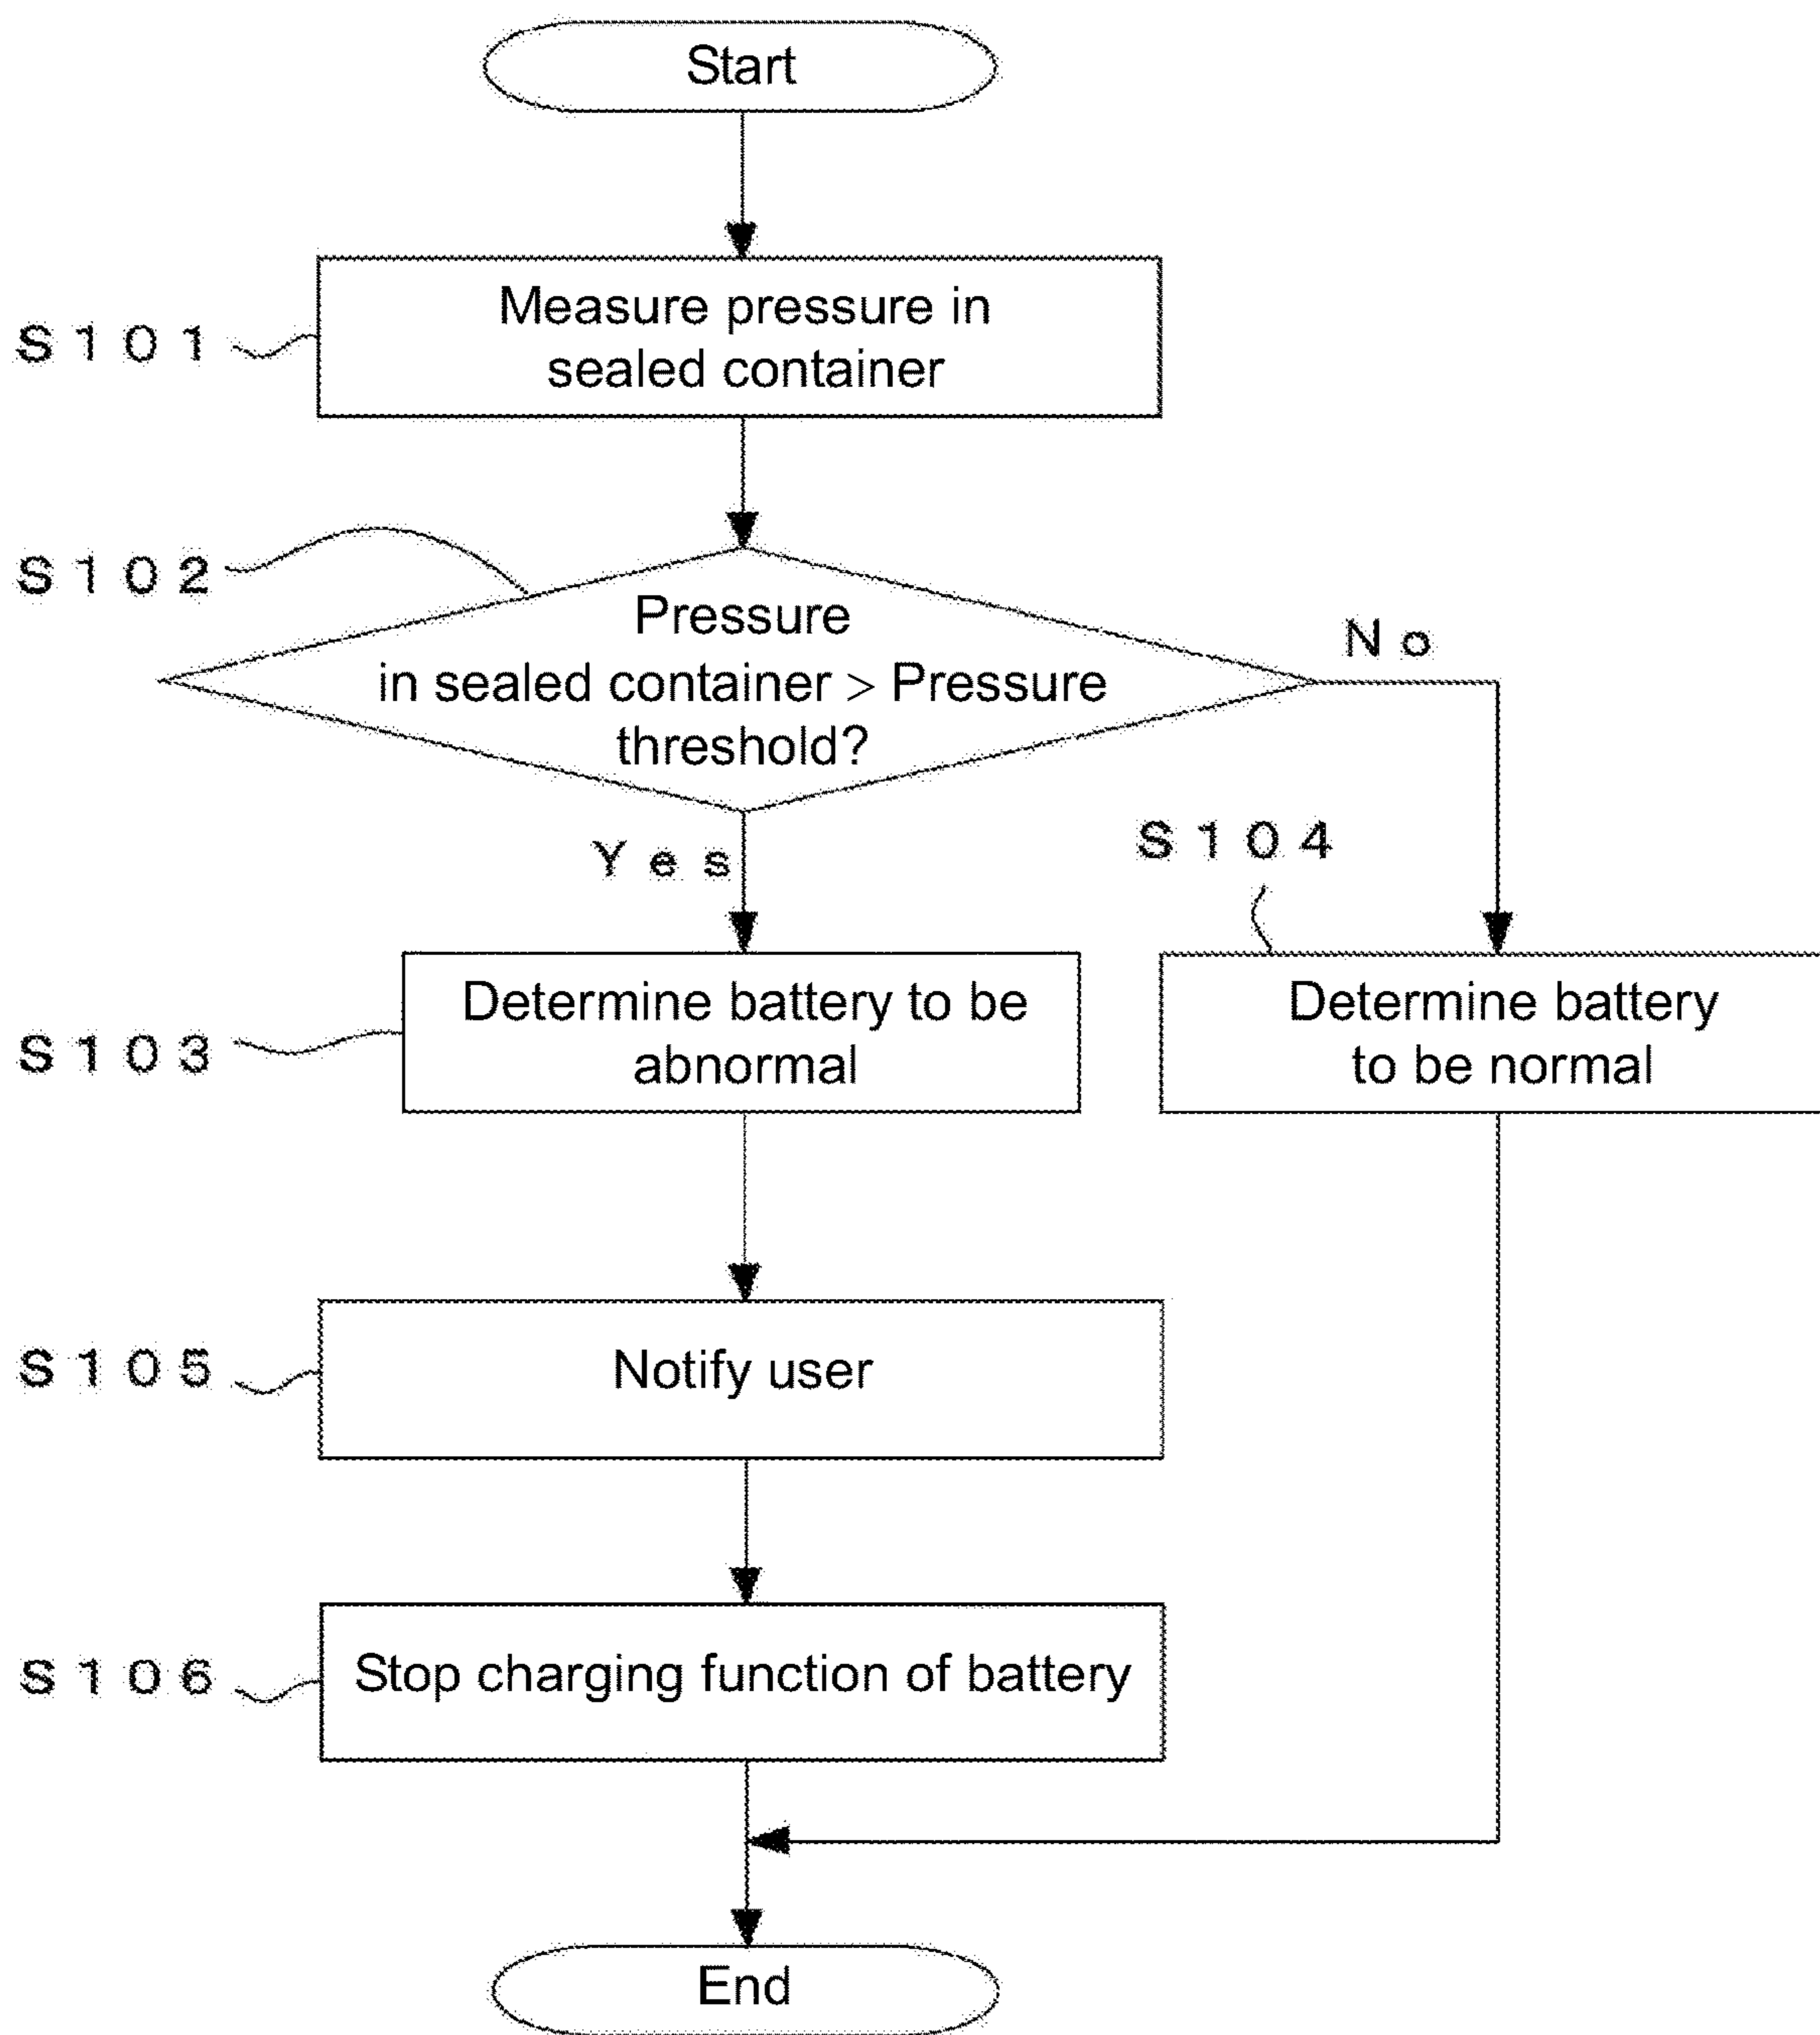 Start
S101
Measure pressure in
sealed container
S102
Pressure
in sealed container > Pressure
threshold?
No
Yes
S104
S103
Determine battery to be
abnormal
Determine battery
to be normal
S105
Notify user
S106
Stop charging function of battery
End